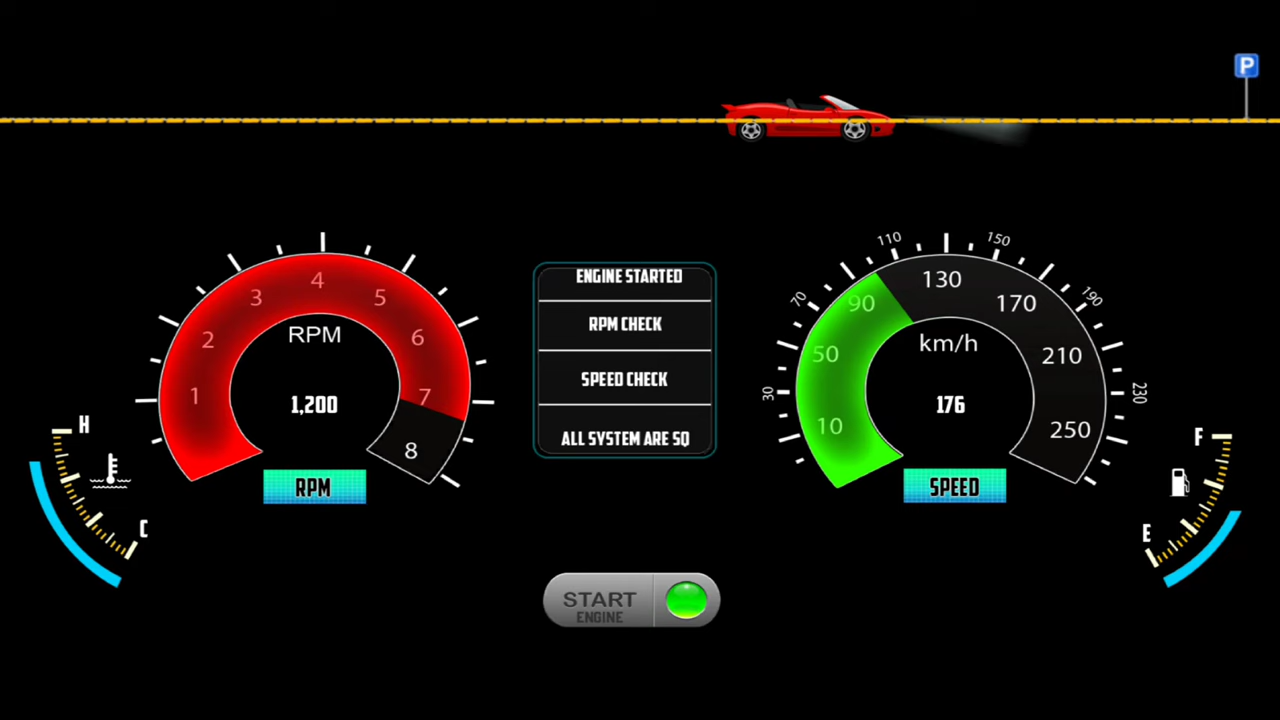 P
110
150
4
130
3
5
90
170
70
190
ENGINE STARTED
RPM CHECK
SPEED CHECK
ALL SYSTEM ARE SQ
2
RPM
6
50
km/h
210
1
1,200
7
30
176
230
H
8
10
250
F
C
RPM
SPEED
E
START
ENGINE